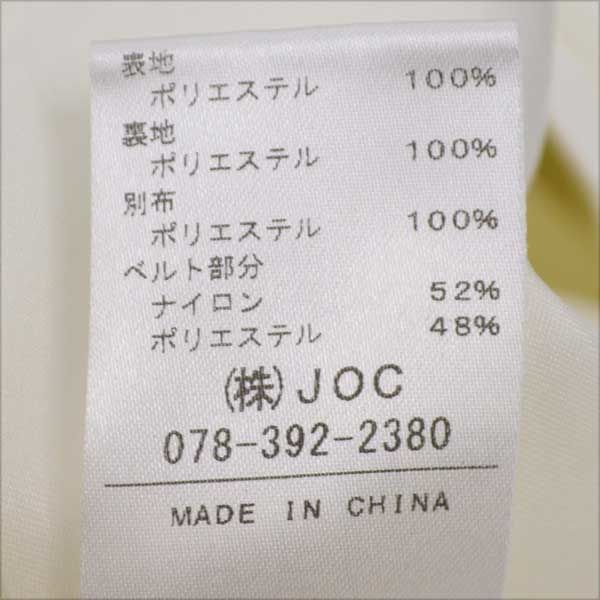 表地
ポリエステル 100%
裏地
ポリエステル 100%
別布
ポリエステル 100%
ベルト部分
ナイロン 52%
ポリエステル 48%
(株)JOC
078-392-2380
MADE IN CHINA